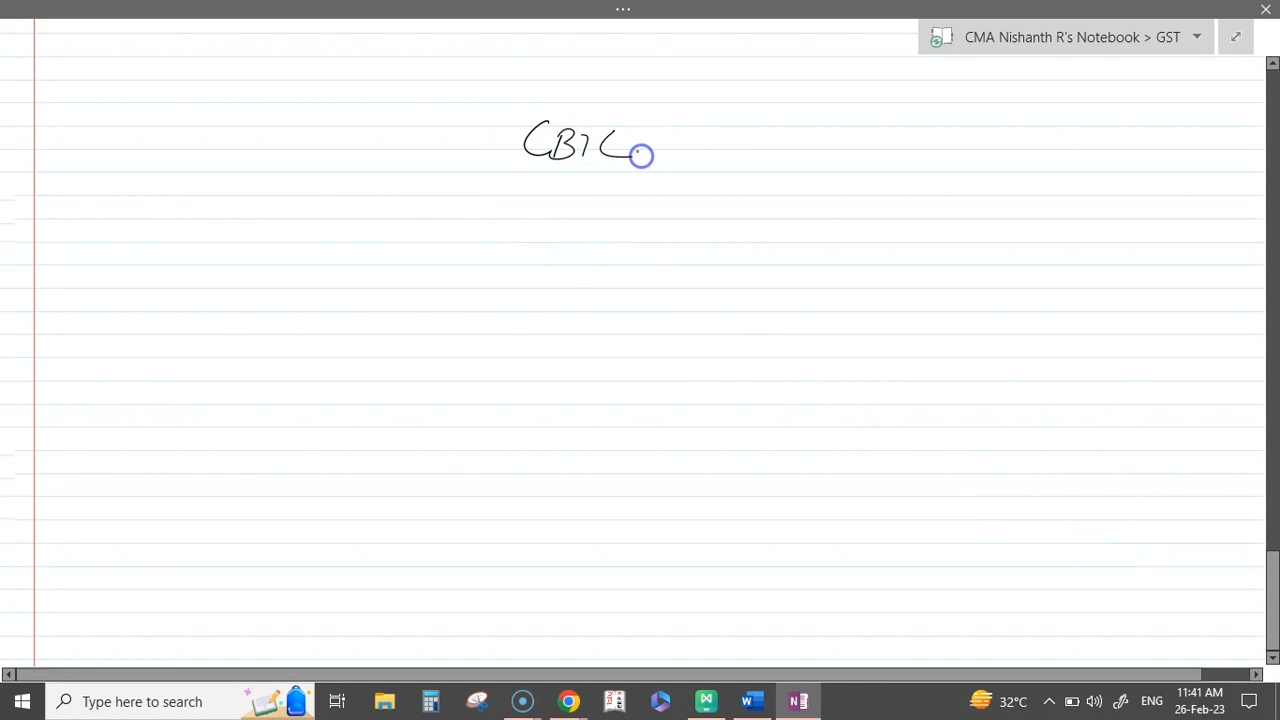 ...
CMA Nishanth R's Notebook > GST
CBIC
Type here to search
32°C
ENG
11:41 AM
26-Feb-23